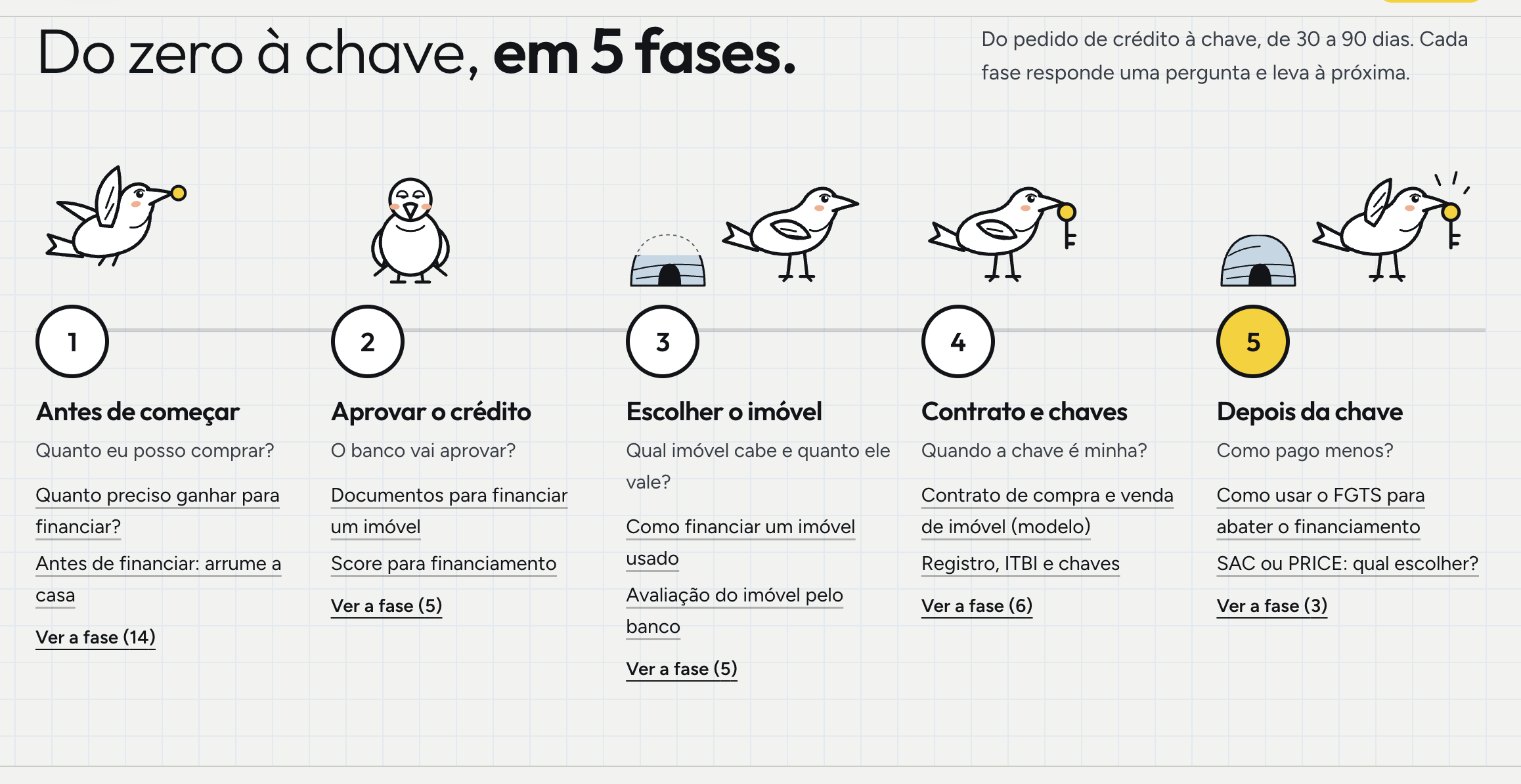 Do zero à chave, em 5 fases.
Do pedido de crédito à chave, de 30 a 90 dias. Cada
fase responde uma pergunta e leva à próxima.
1
Antes de começar
Quanto eu posso comprar?
Quanto preciso ganhar para
financiar?
Antes de financiar: arrume a
casa
Ver a fase (14)
2
Aprovar o crédito
O banco vai aprovar?
Documentos para financiar
um imóvel
Score para financiamento
Ver a fase (5)
3
Escolher o imóvel
Qual imóvel cabe e quanto ele
vale?
Como financiar um imóvel
usado
Avaliação do imóvel pelo
banco
Ver a fase (5)
4
Contrato e chaves
Quando a chave é minha?
Contrato de compra e venda
de imóvel (modelo)
Registro, ITBI e chaves
Ver a fase (6)
5
Depois da chave
Como pago menos?
Como usar o FGTS para
abater o financiamento
SAC ou PRICE: qual escolher?
Ver a fase (3)